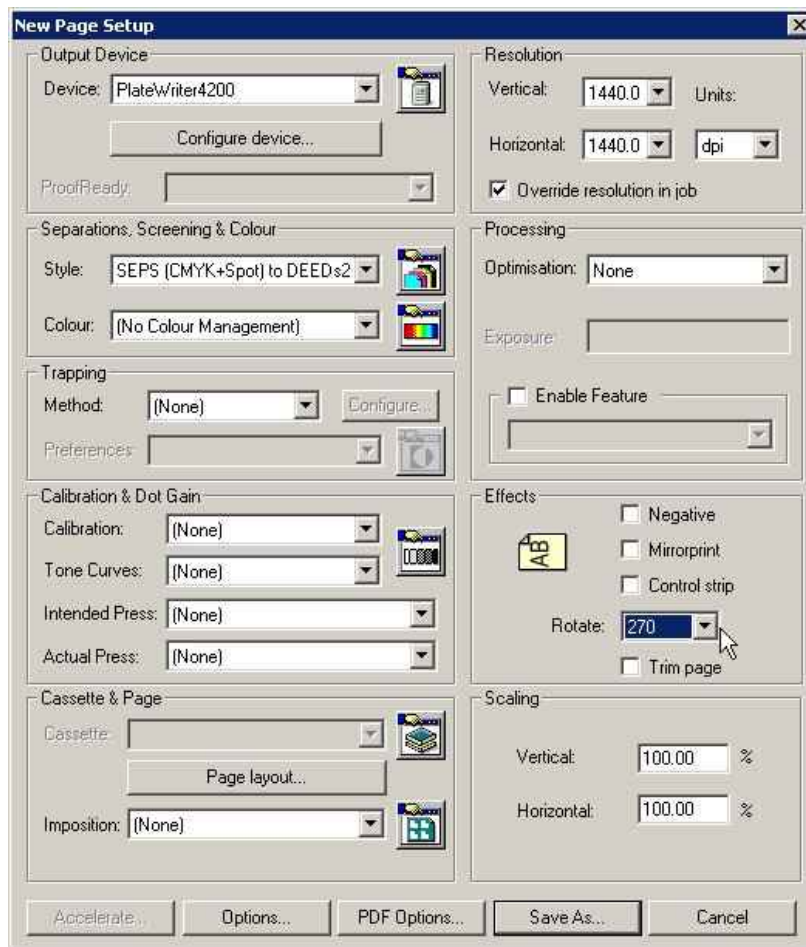 New Page Setup
Output Device
Device: PlateWriter4200
Configure device...
ProofReady:
Separations, Screening & Colour
Style: SEPS (CMYK+Spot) to DEEDs2
Colour: (No Colour Management)
Trapping
Method: (None) Configure...
Preferences:
Calibration & Dot Gain
Calibration: (None)
Tone Curves: (None)
Intended Press: (None)
Actual Press: (None)
Cassette & Page
Cassette:
Page layout...
Imposition: (None)
Resolution
Vertical: 1440.0 Units:
Horizontal: 1440.0 dpi
Override resolution in job
Processing
Optimisation: None
Exposure:
Enable Feature
Effects
Negative
AB
Mirrorprint
Control strip
Rotate: 270
Trim page
Scaling
Vertical: 100.00 %
Horizontal: 100.00 %
Accelerate... Options... PDF Options... Save As... Cancel